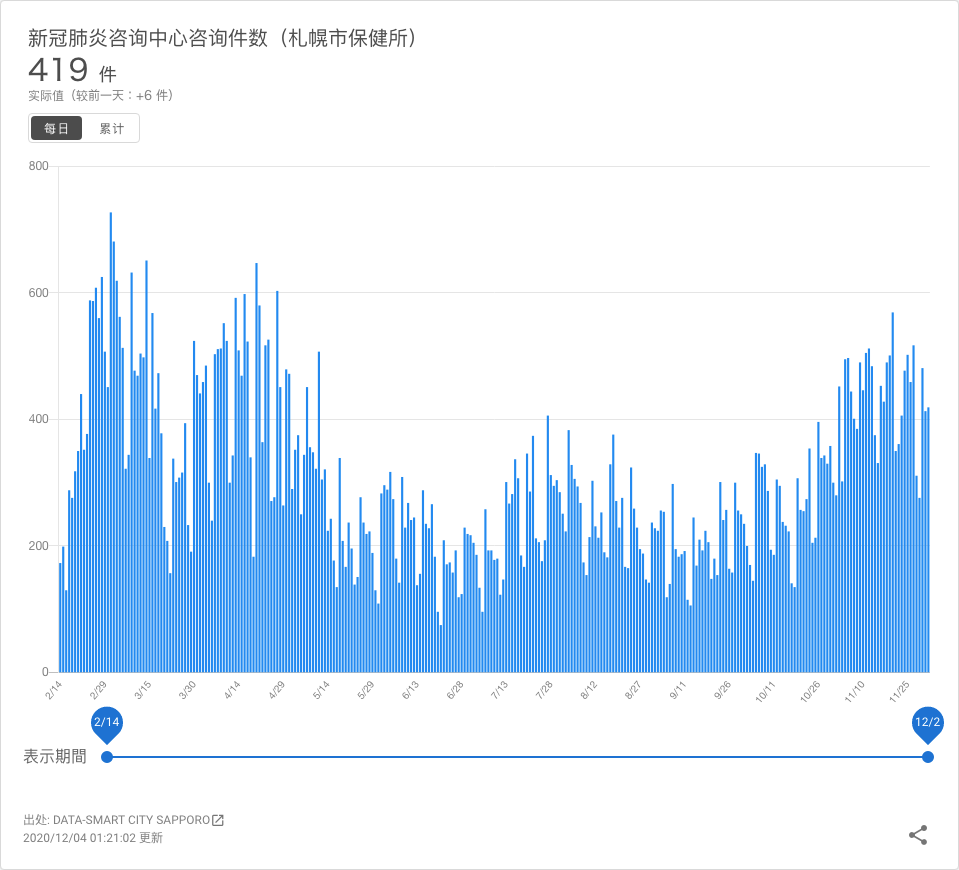 新冠肺炎咨询中心咨询件数（札幌市保健所）
419 件
实际值（较前一天：+6 件）
每日 累计
800
600
400
200
0
2/14 2/29 3/15 3/30 4/14 4/29 5/14 5/29 6/13 6/28 7/13 7/28 8/12 8/27 9/11 9/26 10/11 10/26 11/10 11/25
2/14 12/2
表示期間
出处: DATA-SMART CITY SAPPORO
2020/12/04 01:21:02 更新